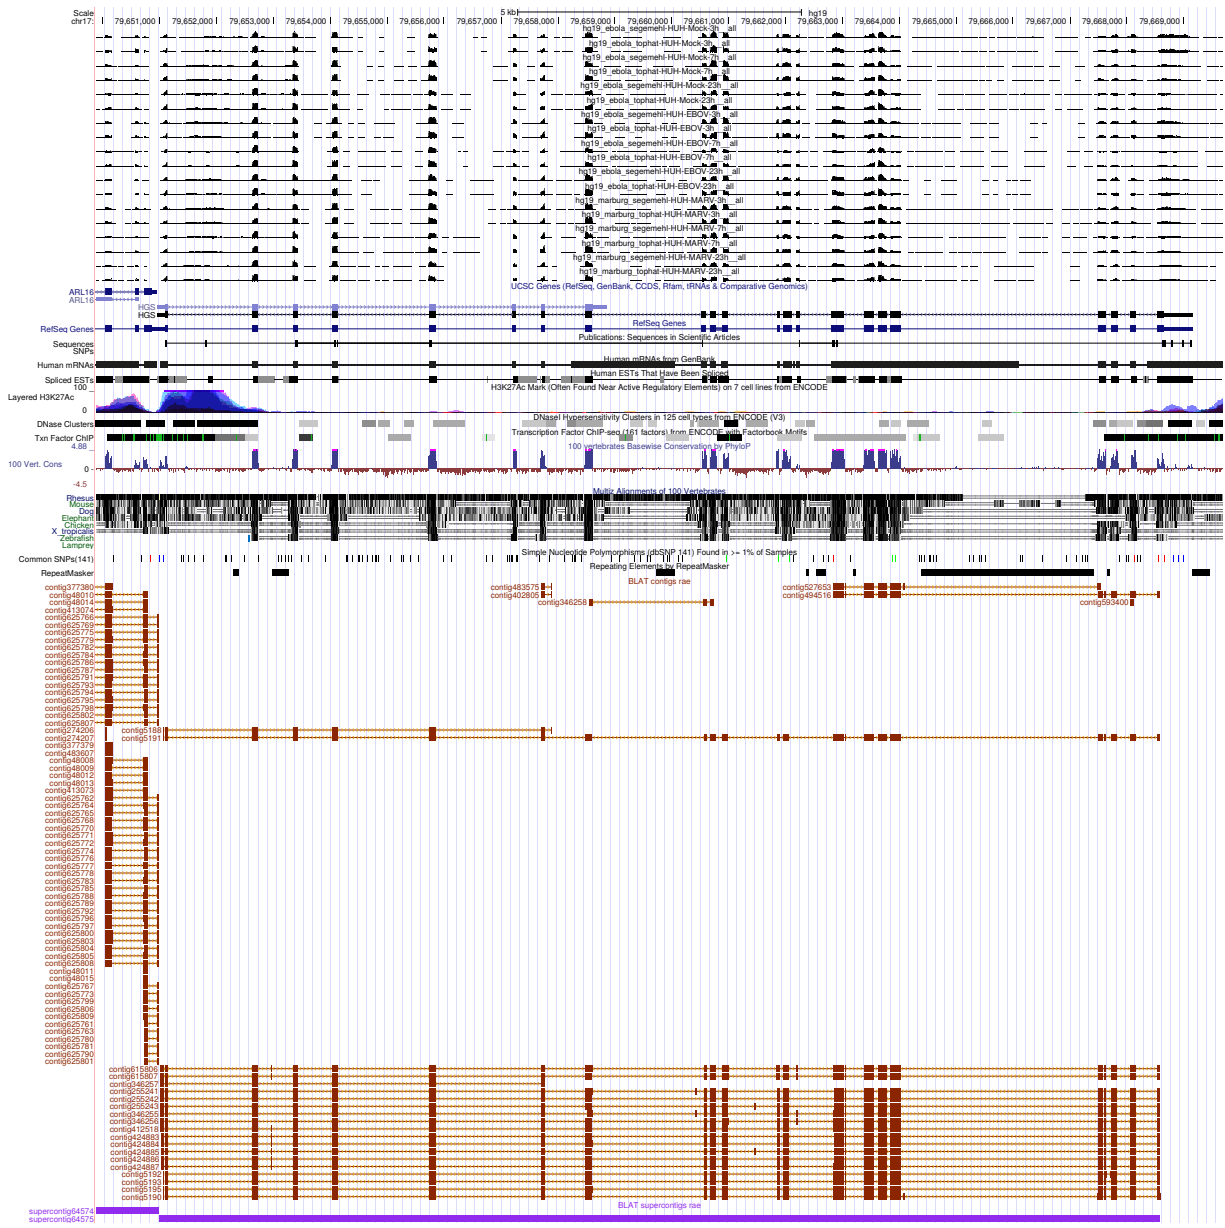 Scale 5 kb hg19
chr17: 79,651,000 79,652,000 79,653,000 79,654,000 79,655,000 79,656,000 79,657,000 79,658,000 79,659,000 79,660,000 79,661,000 79,662,000 79,663,000 79,664,000 79,665,000 79,666,000 79,667,000 79,668,000 79,669,000
hg19_ebola_segemehl-HUH-Mock-3h__all
hg19_ebola_tophat-HUH-Mock-3h__all
hg19_ebola_segemehl-HUH-Mock-7h__all
hg19_ebola_tophat-HUH-Mock-7h__all
hg19_ebola_segemehl-HUH-Mock-23h__all
hg19_ebola_tophat-HUH-Mock-23h__all
hg19_ebola_segemehl-HUH-EBOV-3h__all
hg19_ebola_tophat-HUH-EBOV-3h__all
hg19_ebola_segemehl-HUH-EBOV-7h__all
hg19_ebola_tophat-HUH-EBOV-7h__all
hg19_ebola_segemehl-HUH-EBOV-23h__all
hg19_ebola_tophat-HUH-EBOV-23h__all
hg19_marburg_segemehl-HUH-MARV-3h__all
hg19_marburg_tophat-HUH-MARV-3h__all
hg19_marburg_segemehl-HUH-MARV-7h__all
hg19_marburg_tophat-HUH-MARV-7h__all
hg19_marburg_segemehl-HUH-MARV-23h__all
hg19_marburg_tophat-HUH-MARV-23h__all
UCSC Genes (RefSeq, GenBank, CCDS, Rfam, tRNAs & Comparative Genomics)
ARL16
ARL16
HGS
HGS
RefSeq Genes
RefSeq Genes
Publications: Sequences in Scientific Articles
Sequences
SNPs
Human mRNAs from GenBank
Human mRNAs
Human ESTs That Have Been Spliced
Spliced ESTs
H3K27Ac Mark (Often Found Near Active Regulatory Elements) on 7 cell lines from ENCODE
100
Layered H3K27Ac
0
DNaseI Hypersensitivity Clusters in 125 cell types from ENCODE (V3)
DNase Clusters
Transcription Factor ChIP-seq (161 factors) from ENCODE with Factorbook Motifs
Txn Factor ChIP
100 vertebrates Basewise Conservation by PhyloP
4.88
100 Vert. Cons
0
-4.5
Multiz Alignments of 100 Vertebrates
Rhesus
Mouse
Dog
Elephant
Chicken
X_tropicalis
Zebrafish
Lamprey
Simple Nucleotide Polymorphisms (dbSNP 141) Found in >= 1% of Samples
Common SNPs(141)
Repeating Elements by RepeatMasker
RepeatMasker
BLAT contigs rae
contig377380 contig483575 contig527653
contig48010 contig402805 contig494516
contig48014 contig346258 contig593400
contig413074
contig625766
contig625769
contig625775
contig625779
contig625782
contig625784
contig625786
contig625787
contig625791
contig625793
contig625794
contig625795
contig625798
contig625802
contig625807
contig274206 contig5188
contig274207 contig5191
contig377379
contig483607
contig48008
contig48009
contig48012
contig48013
contig413073
contig625762
contig625764
contig625765
contig625768
contig625770
contig625771
contig625772
contig625774
contig625776
contig625777
contig625778
contig625783
contig625785
contig625788
contig625789
contig625792
contig625796
contig625797
contig625800
contig625803
contig625804
contig625805
contig625808
contig48011
contig48015
contig625767
contig625773
contig625799
contig625806
contig625809
contig625761
contig625763
contig625780
contig625781
contig625790
contig625801
contig615806
contig615807
contig346257
contig255241
contig255242
contig255243
contig346255
contig346256
contig412518
contig424883
contig424884
contig424885
contig424886
contig424887
contig5192
contig5193
contig5195
contig5190
BLAT supercontigs rae
supercontig64574
supercontig64575